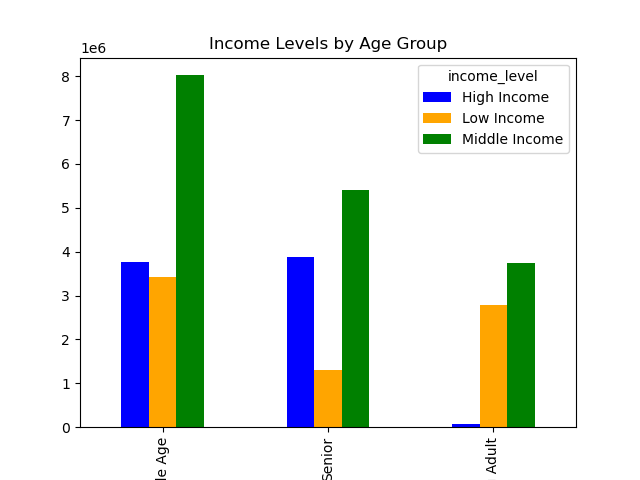 Income Levels by Age Group
1e6
income_level
High Income
Low Income
Middle Income
8
7
6
5
4
3
2
1
0
le Age
Senior
Adult